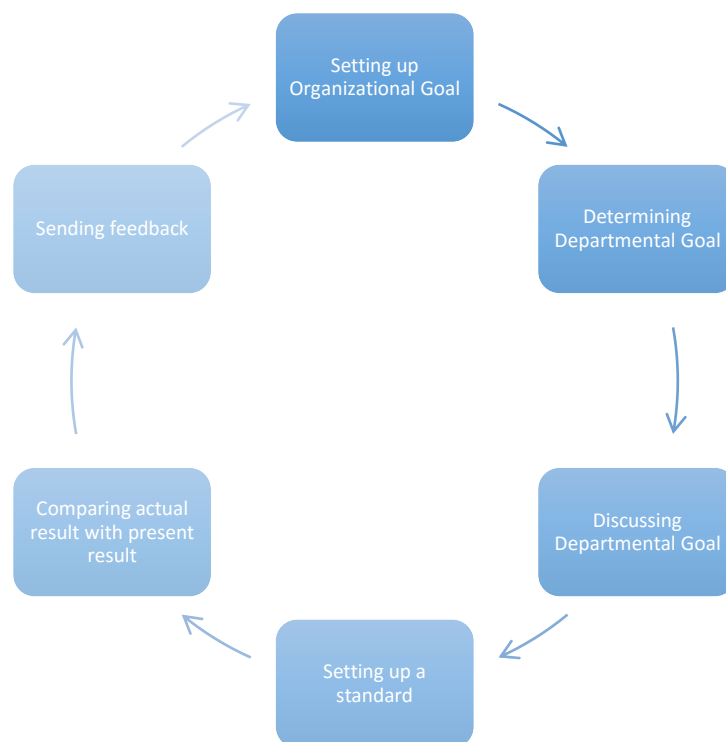 Setting up
Organizational Goal
Determining
Departmental Goal
Discussing
Departmental Goal
Setting up a
standard
Comparing actual
result with present
result
Sending feedback